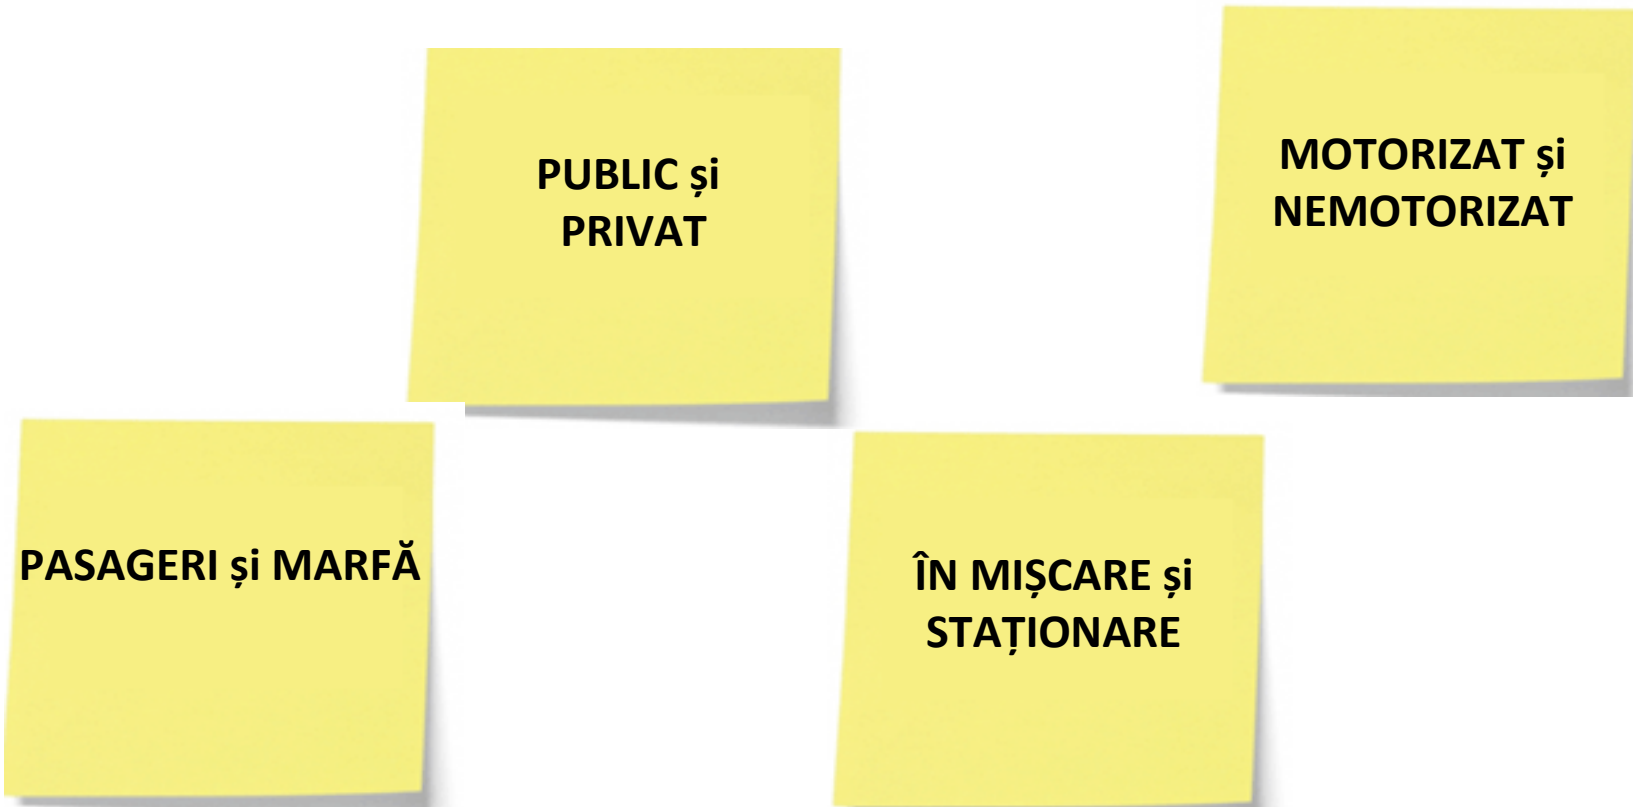 PUBLIC și
PRIVAT
MOTORIZAT și
NEMOTORIZAT
PASAGERI și MARFĂ
ÎN MIȘCARE și
STAȚIONARE